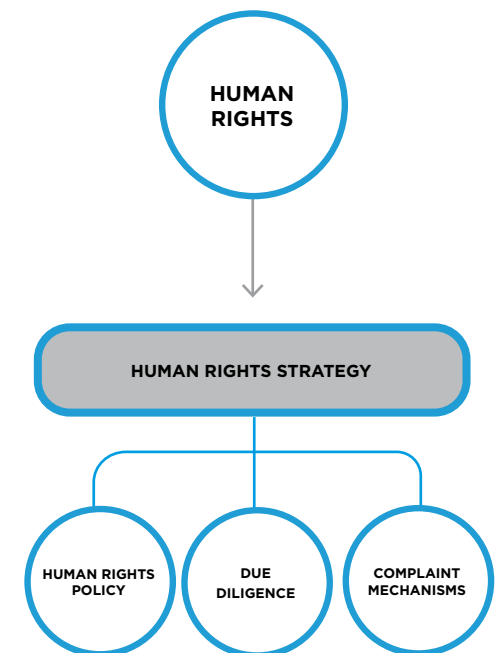 HUMAN
RIGHTS
HUMAN RIGHTS STRATEGY
HUMAN RIGHTS
POLICY
DUE
DILIGENCE
COMPLAINT
MECHANISMS